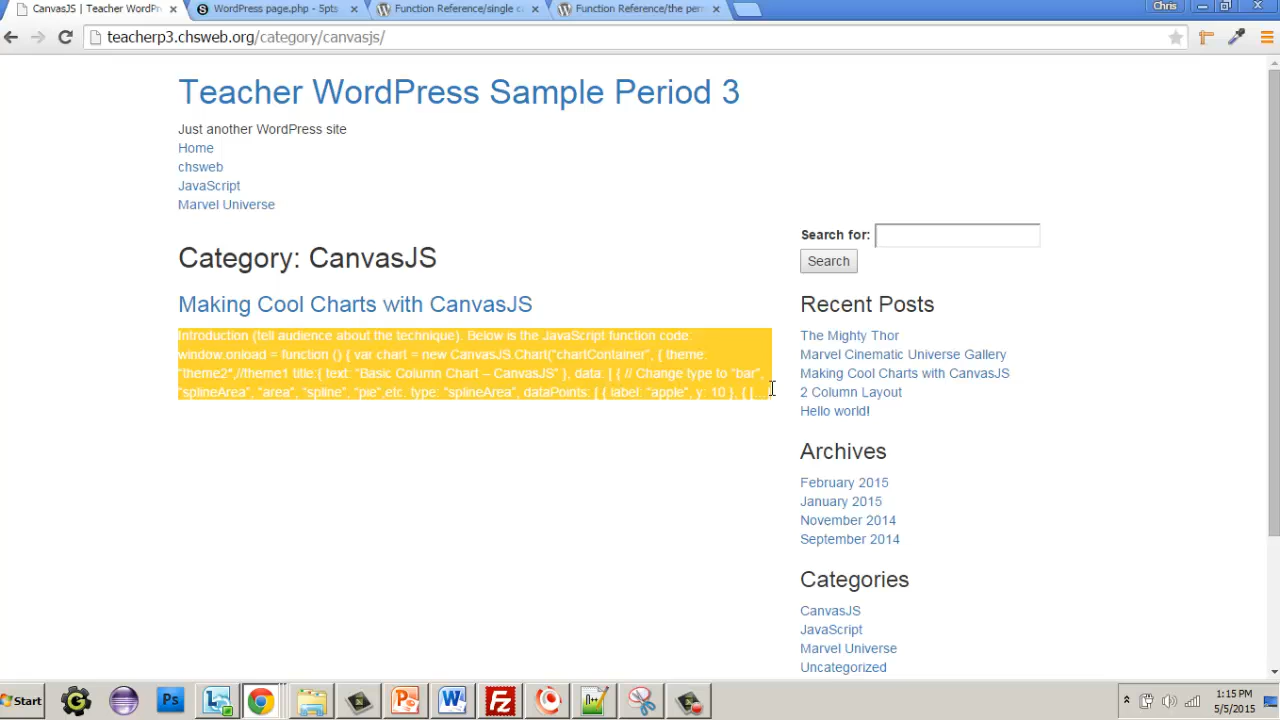 CanvasJS | Teacher WordPr
WordPress page.php - 5pts
Function Reference/single c
Function Reference/the per
Chris
teacherp3.chsweb.org/category/canvasjs/
Teacher WordPress Sample Period 3
Just another WordPress site
Home
chsweb
JavaScript
Marvel Universe
Search for:
Search
Category: CanvasJS
Making Cool Charts with CanvasJS
Introduction (tell audience about the technique). Below is the JavaScript function code.
window.onload = function () { var chart = new CanvasJS.Chart("chartContainer", { theme:
"theme2",//theme1 title:{ text: "Basic Column Chart – CanvasJS" }, data: [ { // Change type to "bar",
"splineArea", "area", "spline", "pie",etc. type: "splineArea", dataPoints: [ { label: "apple", y: 10 }, { [...]
Recent Posts
The Mighty Thor
Marvel Cinematic Universe Gallery
Making Cool Charts with CanvasJS
2 Column Layout
Hello world!
Archives
February 2015
January 2015
November 2014
September 2014
Categories
CanvasJS
JavaScript
Marvel Universe
Uncategorized
Start
Ps
1:15 PM
5/5/2015